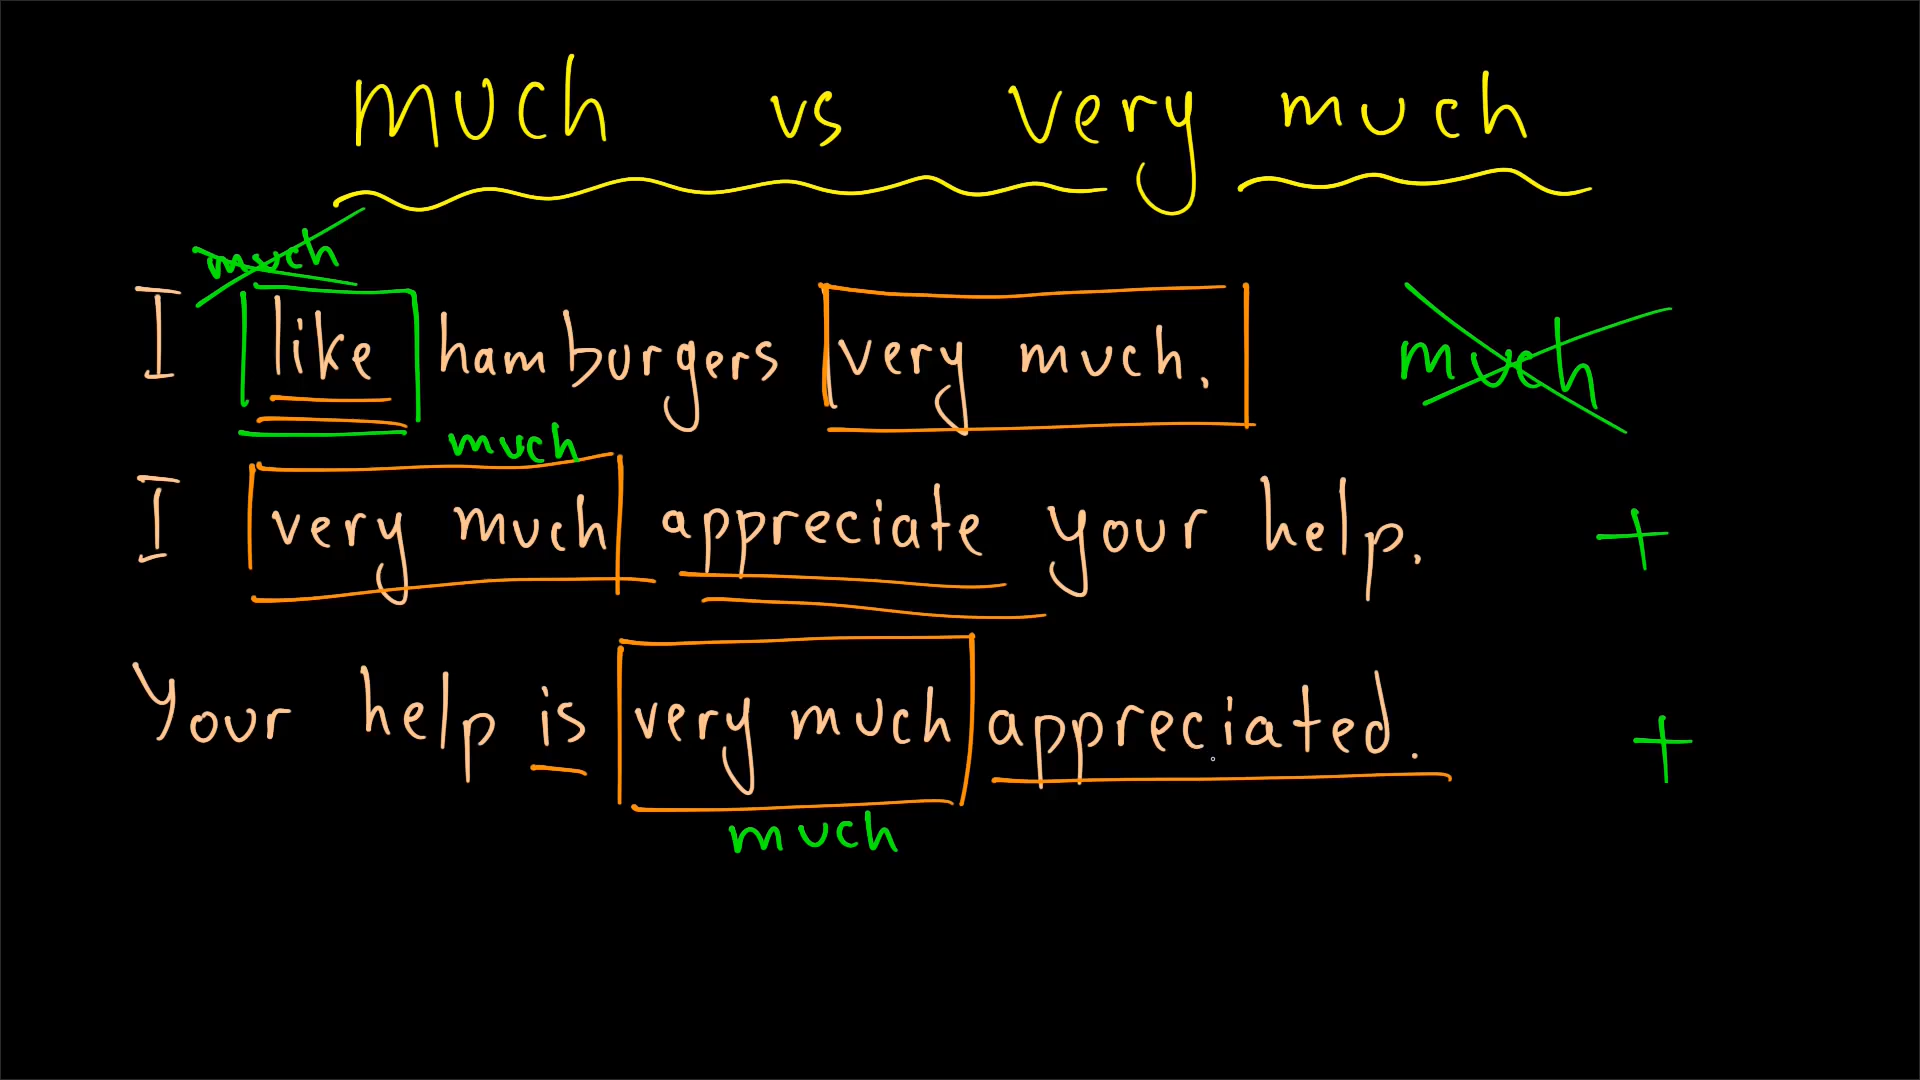 much vs very much
much
I like hamburgers very much. much
much
I very much appreciate your help. +
Your help is very much appreciated. +
much